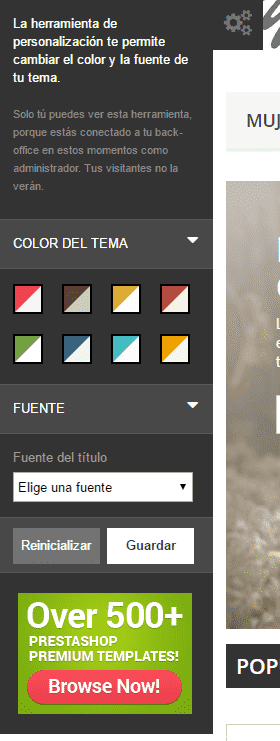 La herramienta de
personalización te permite
cambiar el color y la fuente de
tu tema.
Solo tú puedes ver esta herramienta,
porque estás conectado a tu back-
office en estos momentos como
administrador. Tus visitantes no la
verán.
COLOR DEL TEMA
FUENTE
Fuente del título
Elige una fuente
Reinicializar
Guardar
Over 500+
PRESTASHOP
PREMIUM TEMPLATES!
Browse Now!
MUJ
POP